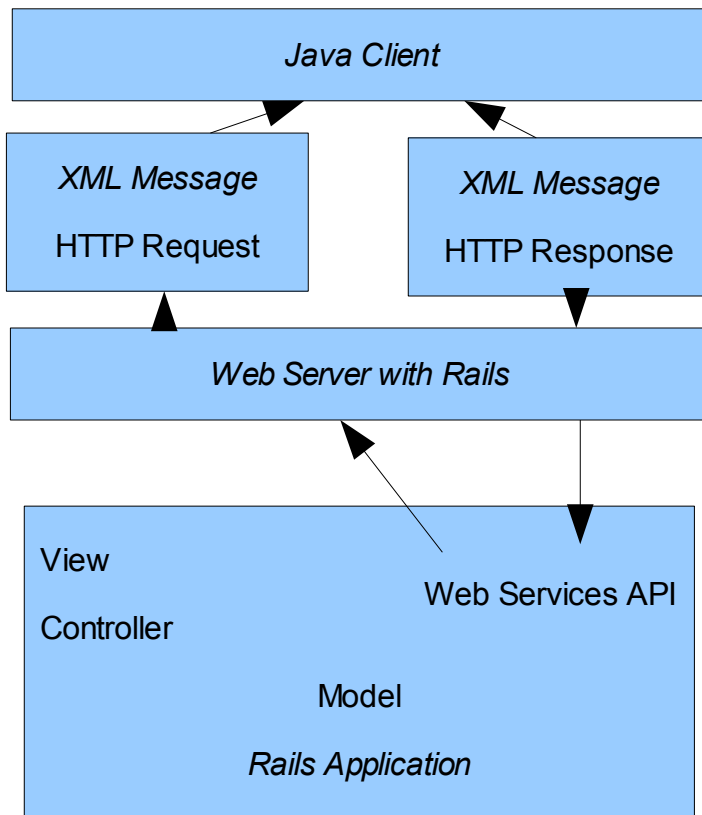 Java Client
XML Message
HTTP Request
XML Message
HTTP Response
Web Server with Rails
View
Web Services API
Controller
Model
Rails Application